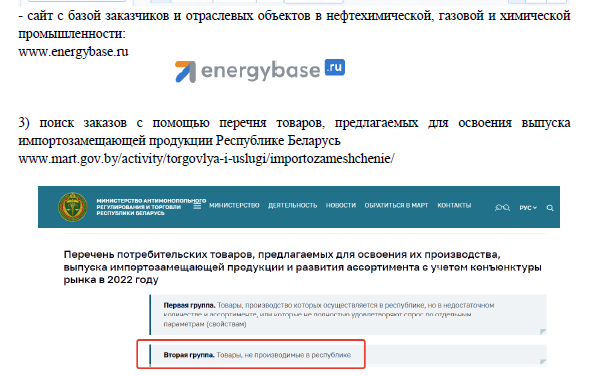 - сайт с базой заказчиков и отраслевых объектов в нефтехимической, газовой и химической
промышленности:
www.energybase.ru
energybase .ru
3) поиск заказов с помощью перечня товаров, предлагаемых для освоения выпуска
импортозамещающей продукции Республике Беларусь
www.mart.gov.by/activity/torgovlya-i-uslugi/importozameshchenie/
МИНИСТЕРСТВО АНТИМОНОПОЛЬНОГО
РЕГУЛИРОВАНИЯ И ТОРГОВЛИ
РЕСПУБЛИКИ БЕЛАРУСЬ
МИНИСТЕРСТВО ДЕЯТЕЛЬНОСТЬ НОВОСТИ ОБРАТИТЬСЯ В МАРТ КОНТАКТЫ РУС
Перечень потребительских товаров, предлагаемых для освоения их производства,
выпуска импортозамещающей продукции и развития ассортимента с учетом конъюнктуры
рынка в 2022 году
Первая группа. Товары, производство которых осуществляется в республике, но в недостаточном
количестве и ассортименте, или которые не полностью удовлетворяют спрос по отдельным
параметрам (свойствам)
Вторая группа. Товары, не производимые в республике